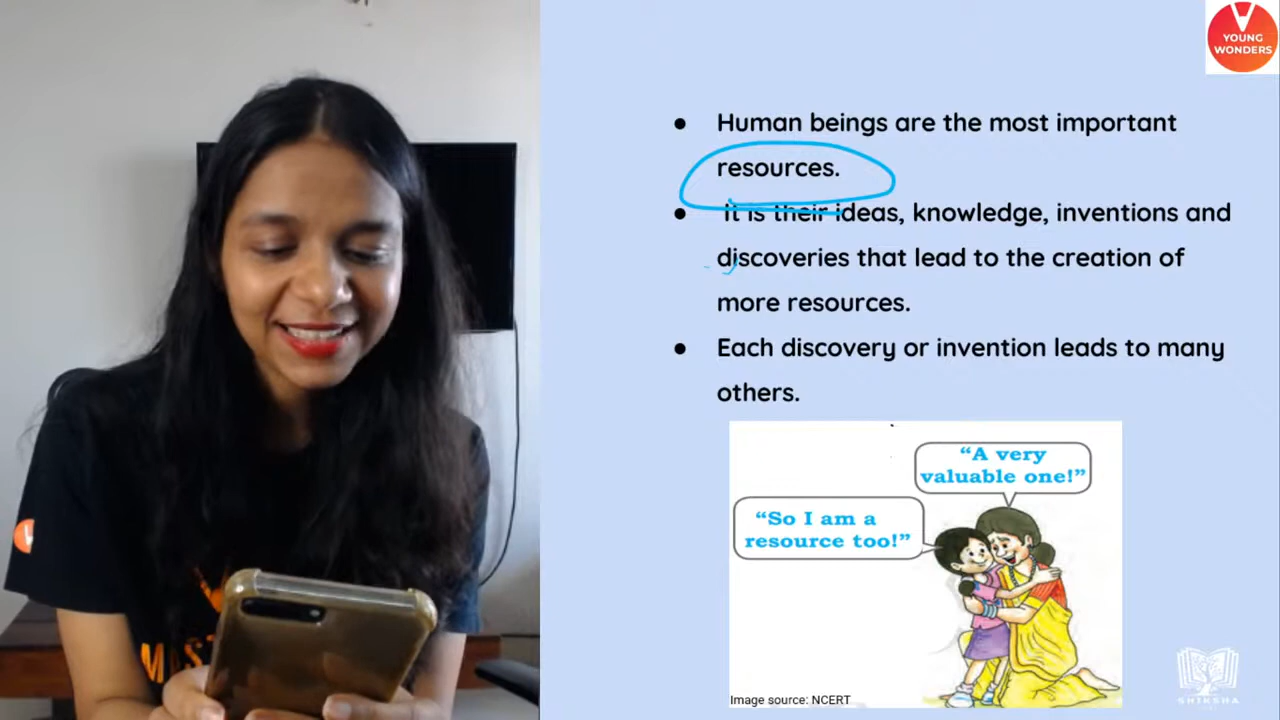 YOUNG
WONDERS
● Human beings are the most important
resources.
● It is their ideas, knowledge, inventions and
discoveries that lead to the creation of
more resources.
● Each discovery or invention leads to many
others.
“A very
valuable one!”
“So I am a
resource too!”
Image source: NCERT
SHIKSHA